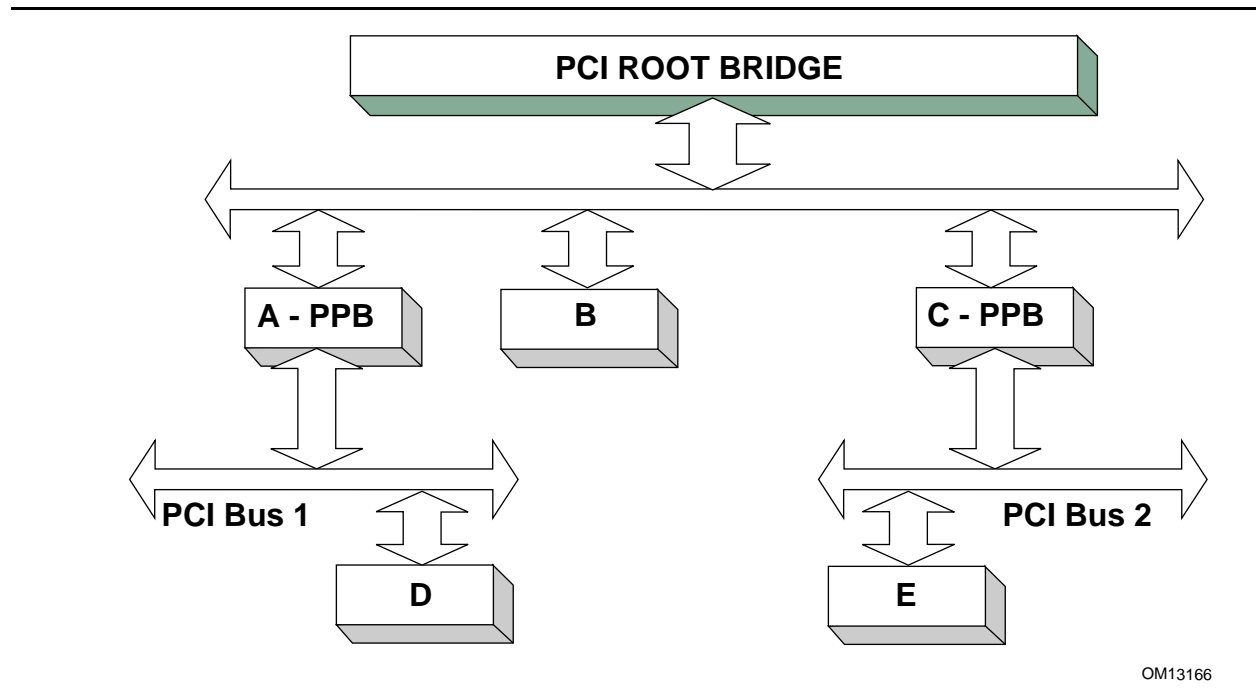 PCI ROOT BRIDGE
A - PPB
B
C - PPB
PCI Bus 1
PCI Bus 2
D
E
OM13166